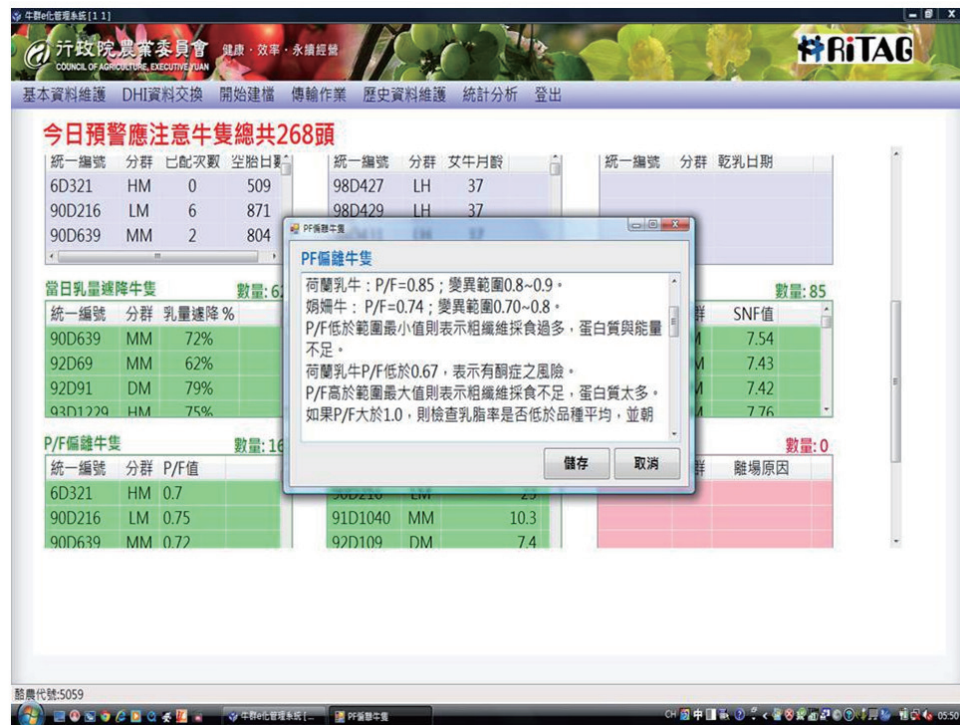 牛群e化管理系統[11]
行政院農業委員會 健康·效率·永續經營
COUNCIL OF AGRICULTURE, EXECUTIVE YUAN
RiTAG
基本資料維護 DHI資料交換 開始建檔 傳輸作業 歷史資料維護 統計分析 登出
今日預警應注意牛隻總共268頭
統一編號 分群 已配次數 空胎日數
6D321 HM 0 509
90D216 LM 6 871
90D639 MM 2 804
統一編號 分群 女牛月齡
98D427 LH 37
98D429 LH 37
統一編號 分群 乾乳日期
PF偏離牛隻
PF偏離牛隻
荷蘭乳牛：P/F=0.85；變異範圍0.8~0.9。
娟姍牛：P/F=0.74；變異範圍0.70~0.8。
P/F低於範圍最小值則表示粗纖維採食過多，蛋白質與能量
不足。
荷蘭乳牛P/F低於0.67，表示有酮症之風險。
P/F高於範圍最大值則表示粗纖維採食不足，蛋白質太多。
如果P/F大於1.0，則檢查乳脂率是否低於品種平均，並朝
儲存 取消
當日乳量遽降牛隻 數量:62
統一編號 分群 乳量遽降 %
90D639 MM 72%
92D69 MM 62%
92D91 DM 79%
93D1229 HM 75%
數量:85
群 SNF值
M 7.54
M 7.43
M 7.42
M 7.76
P/F偏離牛隻 數量:16
統一編號 分群 P/F值
6D321 HM 0.7
90D216 LM 0.75
90D639 MM 0.72
90D216 LM 25
91D1040 MM 10.3
92D109 DM 7.4
數量:0
群 離場原因
酪農代號:5059
牛群e化管理系統 [... PF偏離牛隻
CH 中 05:50